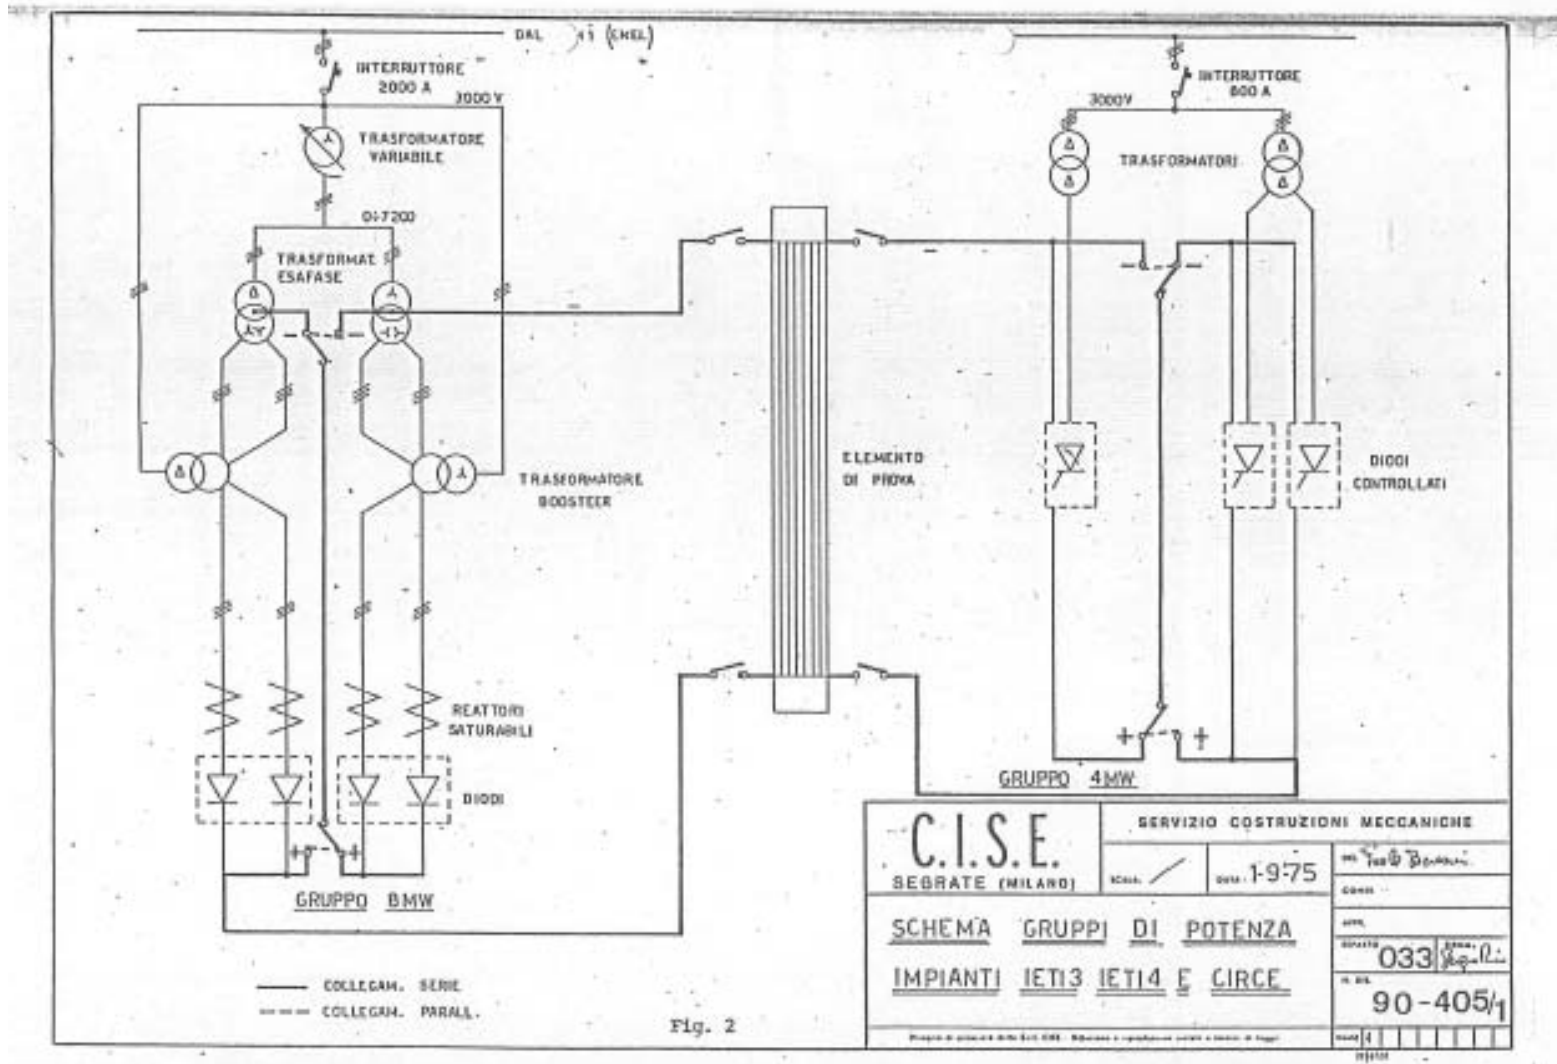 DAL
(ENEL)
INTERRUTTORE
2000 A
3000 V
TRASFORMATORE
VARIABILE
0÷7200
TRASFORMAT.
ESAFASE
TRASFORMATORE
BOOSTEER
REATTORI
SATURABILI
DIODI
GRUPPO 8MW
COLLEGAM. SERIE
COLLEGAM. PARALL.
ELEMENTO
DI PROVA
INTERRUTTORE
800 A
3000V
TRASFORMATORI
DIODI
CONTROLLATI
GRUPPO 4MW
Fig. 2
C.I.S.E.
SEGRATE (MILANO)
SERVIZIO COSTRUZIONI MECCANICHE
SCALA.
DATA. 1-9-75
SCHEMA GRUPPI DI POTENZA
IMPIANTI IETI3 IETI4 E CIRCE
033
90-405/1